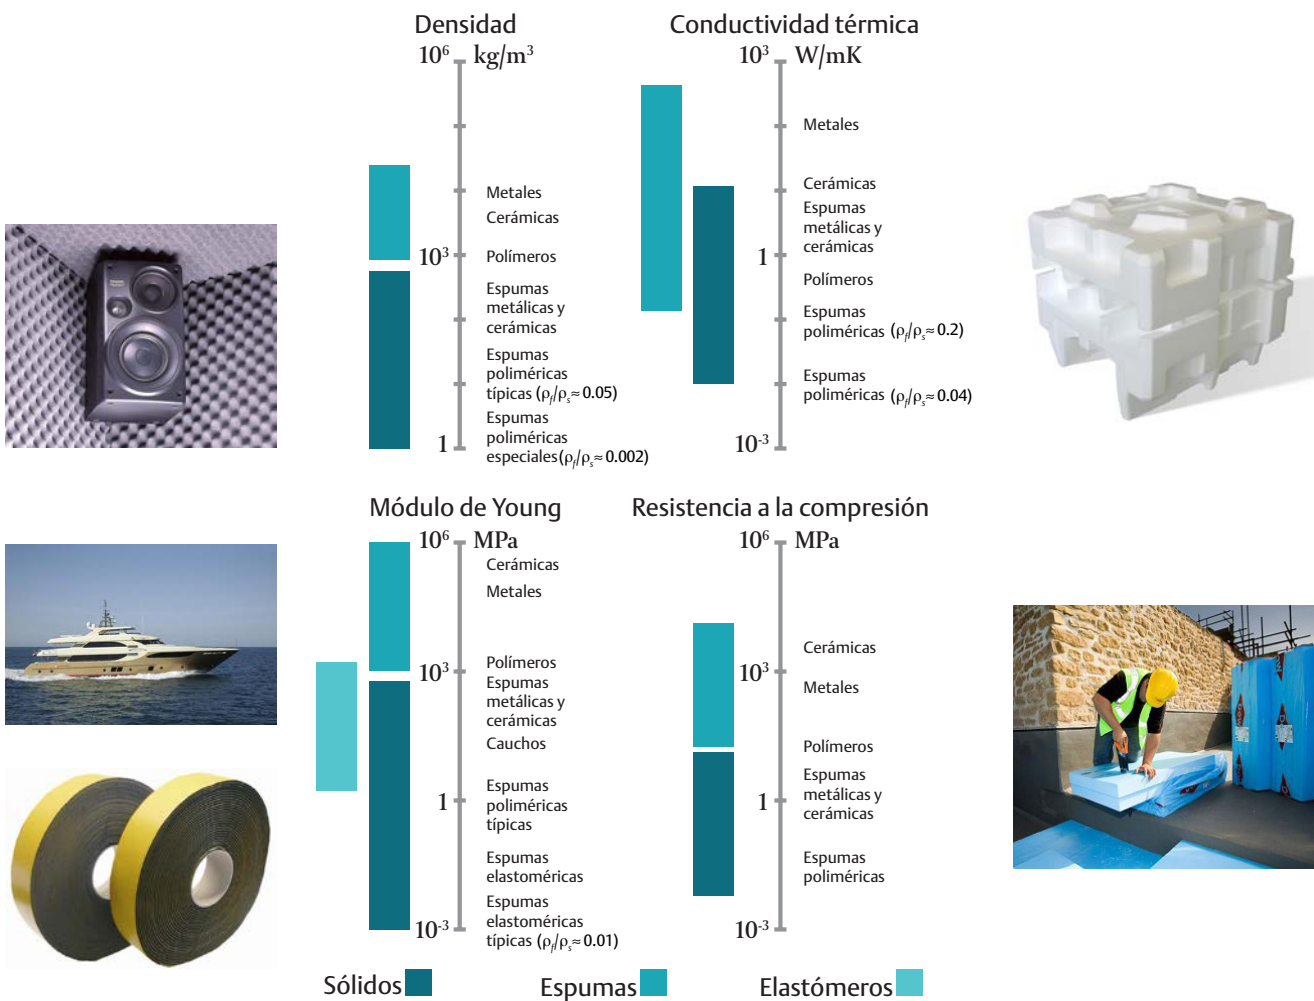 Densidad
10⁶ kg/m³
Metales
Cerámicas
10³
Polímeros
Espumas
metálicas y
cerámicas
Espumas
poliméricas
típicas (ρf/ρs≈ 0.05)
Espumas
poliméricas
especiales(ρf/ρs≈ 0.002)
1
Conductividad térmica
10³ W/mK
Metales
Cerámicas
Espumas
metálicas y
cerámicas
1
Polímeros
Espumas
poliméricas (ρf/ρs≈ 0.2)
Espumas
poliméricas (ρf/ρs≈ 0.04)
10⁻³
Módulo de Young
10⁶ MPa
Cerámicas
Metales
Polímeros
10³
Espumas
metálicas y
cerámicas
Cauchos
Espumas
1
poliméricas
típicas
Espumas
elastoméricas
Espumas
elastoméricas
típicas (ρf/ρs≈ 0.01)
10⁻³
Resistencia a la compresión
10⁶ MPa
Cerámicas
10³
Metales
Polímeros
Espumas
metálicas y
cerámicas
1
Espumas
poliméricas
10⁻³
Sólidos
Espumas
Elastómeros